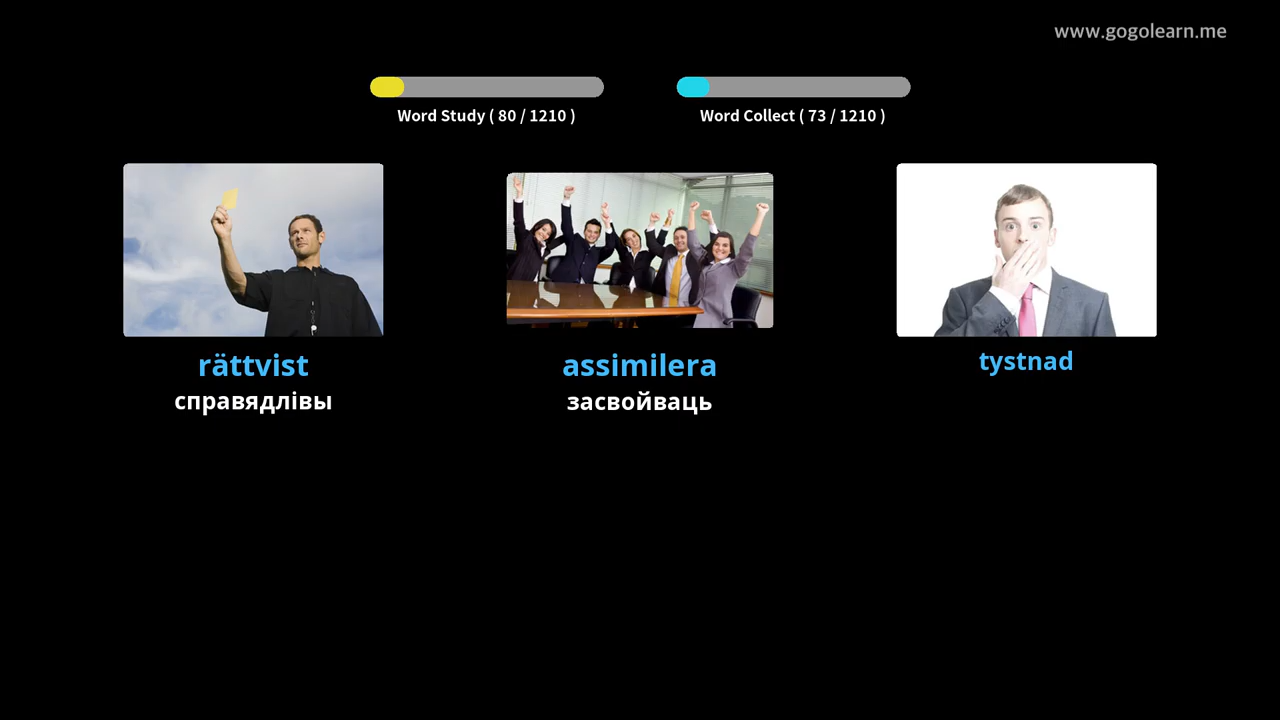 www.gogolearn.me
Word Study ( 80 / 1210 )
Word Collect ( 73 / 1210 )
rättvist
assimilera
tystnad
справядлівы
засвойваць